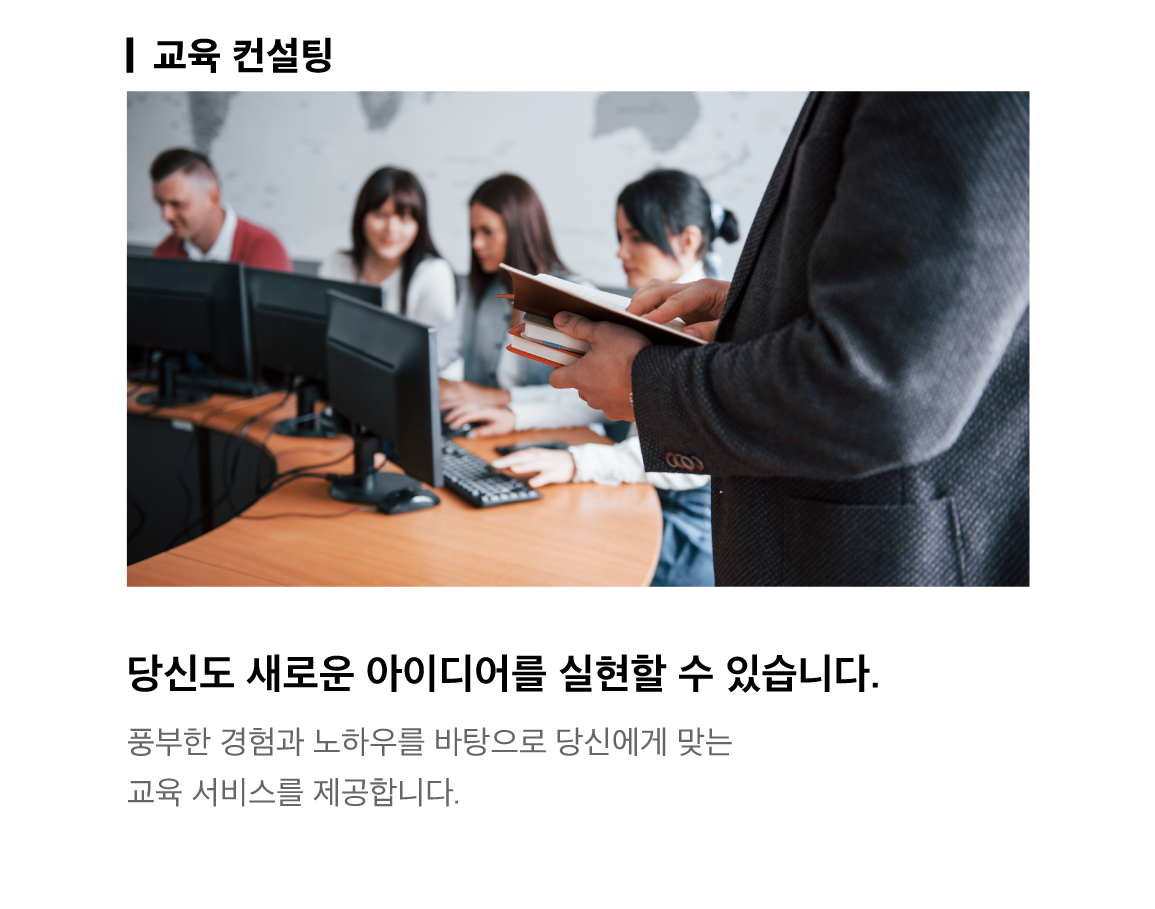 교육 컨설팅
당신도 새로운 아이디어를 실현할 수 있습니다.
풍부한 경험과 노하우를 바탕으로 당신에게 맞는
교육 서비스를 제공합니다.